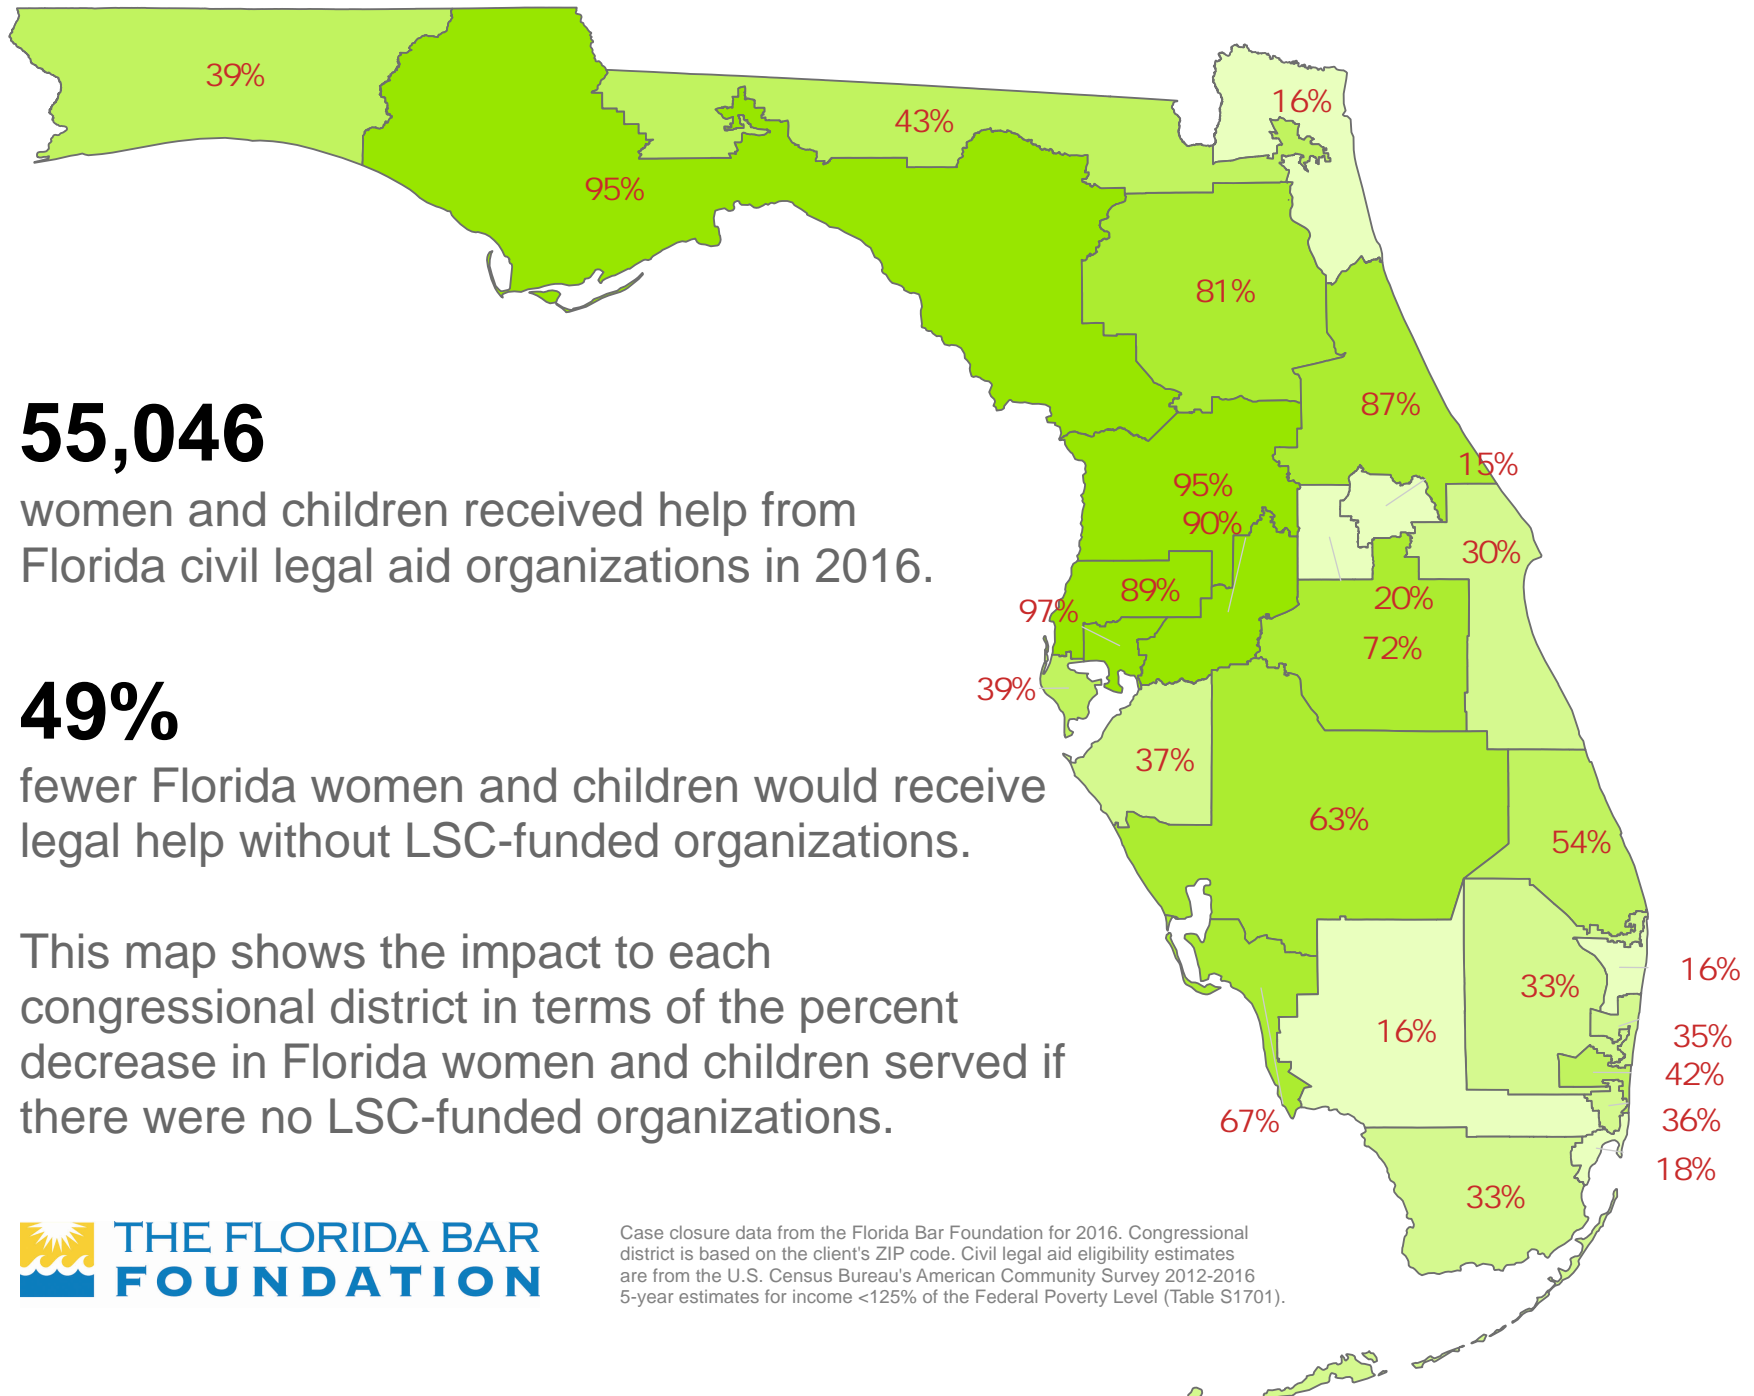 39%
16%
43%
95%
81%
87%
15%
95%
90%
30%
89%
20%
97%
72%
39%
37%
63%
54%
16%
33%
16%
35%
42%
67%
36%
18%
33%
55,046
women and children received help from
Florida civil legal aid organizations in 2016.
49%
fewer Florida women and children would receive
legal help without LSC-funded organizations.
This map shows the impact to each
congressional district in terms of the percent
decrease in Florida women and children served if
there were no LSC-funded organizations.
THE FLORIDA BAR
FOUNDATION
Case closure data from the Florida Bar Foundation for 2016. Congressional
district is based on the client's ZIP code. Civil legal aid eligibility estimates
are from the U.S. Census Bureau's American Community Survey 2012-2016
5-year estimates for income <125% of the Federal Poverty Level (Table S1701).